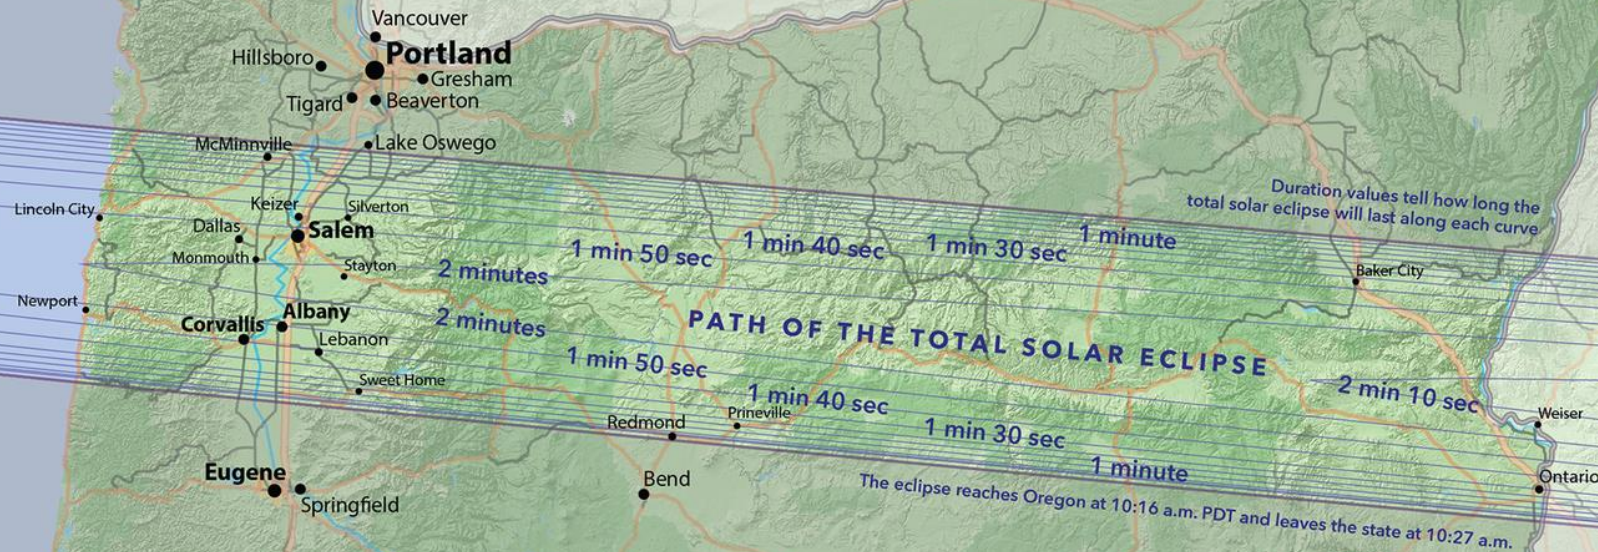 Vancouver
Hillsboro
Portland
Gresham
Tigard
Beaverton
McMinnville
Lake Oswego
Duration values tell how long the
total solar eclipse will last along each curve
Lincoln City
Keizer
Silverton
Dallas
Salem
1 min 50 sec
1 min 40 sec
1 min 30 sec
1 minute
Monmouth
Stayton
2 minutes
Baker City
Newport
Albany
Corvallis
2 minutes
PATH OF THE TOTAL SOLAR ECLIPSE
Lebanon
1 min 50 sec
Sweet Home
1 min 40 sec
2 min 10 sec
Redmond
Prineville
Weiser
1 min 30 sec
1 minute
Eugene
Springfield
Bend
Ontario
The eclipse reaches Oregon at 10:16 a.m. PDT and leaves the state at 10:27 a.m.